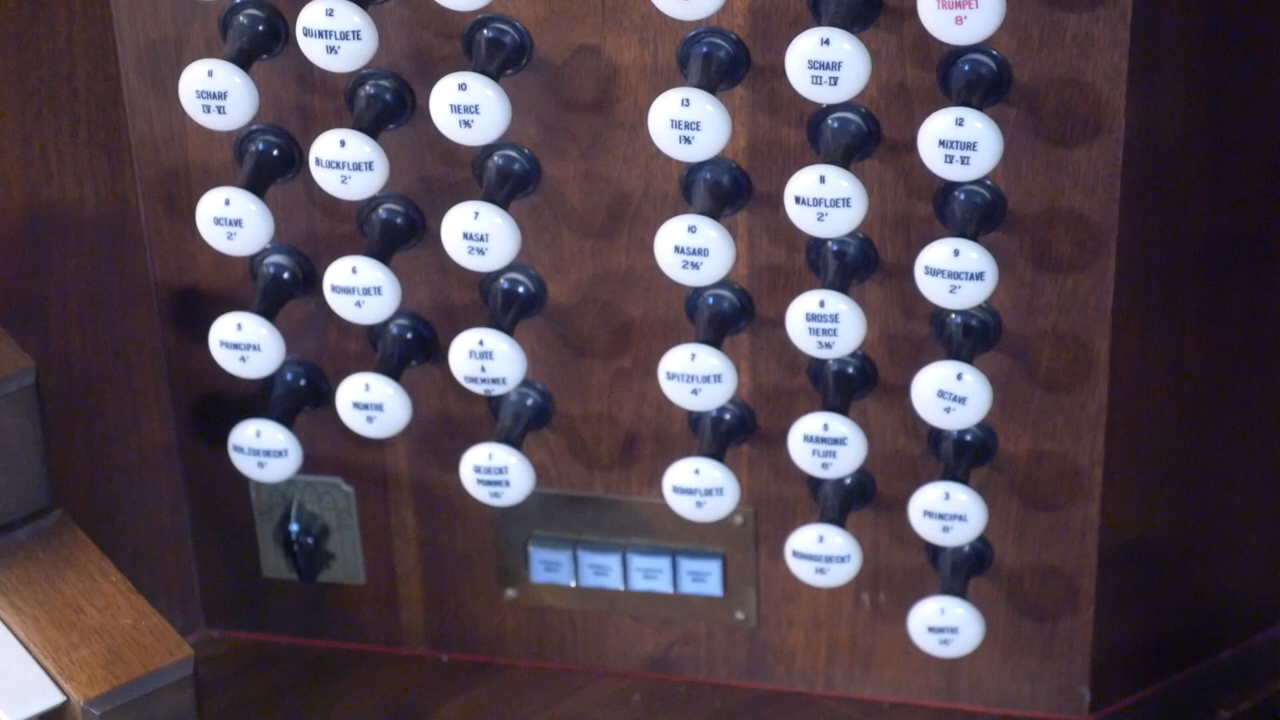 12
QUINTFLOETE
1⅓'
11
SCHARF
IV-VI
9
BLOCKFLOETE
2'
8
OCTAVE
2'
6
ROHRFLOETE
4'
5
PRINCIPAL
4'
3
MONTRE
8'
2
HOLZGEDECKT
8'
10
TIERCE
1⅗'
7
NASAT
2⅔'
4
FLUTE
A
CHEMINEE
8'
1
GEDECKT
POMMER
16'
13
TIERCE
1⅗'
10
NASARD
2⅔'
7
SPITZFLOETE
4'
4
ROHRFLOETE
8'
14
SCHARF
III-IV
11
WALDFLOETE
2'
8
GROSSE
TIERCE
3⅕'
5
HARMONIC
FLUTE
8'
2
ROHRGEDECKT
16'
TRUMPET
8'
12
MIXTURE
IV-VI
9
SUPEROCTAVE
2'
6
OCTAVE
4'
3
PRINCIPAL
8'
1
MONTRE
16'